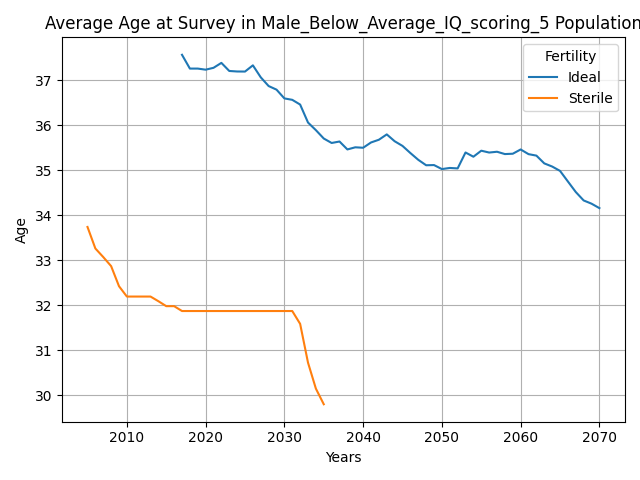 Average Age at Survey in Male_Below_Average_IQ_scoring_5 Population
Fertility
Ideal
Sterile
Age
37
36
35
34
33
32
31
30
2010 2020 2030 2040 2050 2060 2070
Years